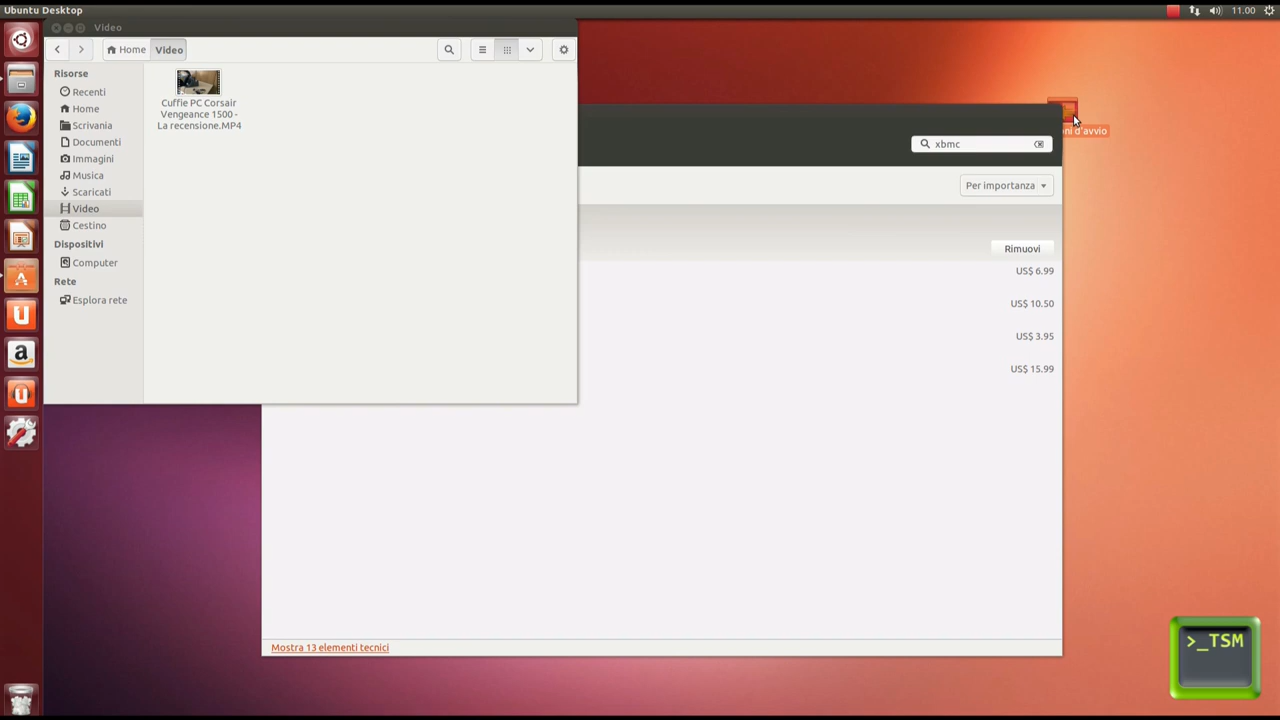 Ubuntu Desktop
11.00
Video
Home
Video
Risorse
Recenti
Home
Scrivania
Documenti
Immagini
Musica
Scaricati
Video
Cestino
Dispositivi
Computer
Rete
Esplora rete
Cuffie PC Corsair
Vengeance 1500 -
La recensione.MP4
d'avvio
xbmc
Per importanza
Rimuovi
US$ 6.99
US$ 10.50
US$ 3.95
US$ 15.99
Mostra 13 elementi tecnici
>_TSM